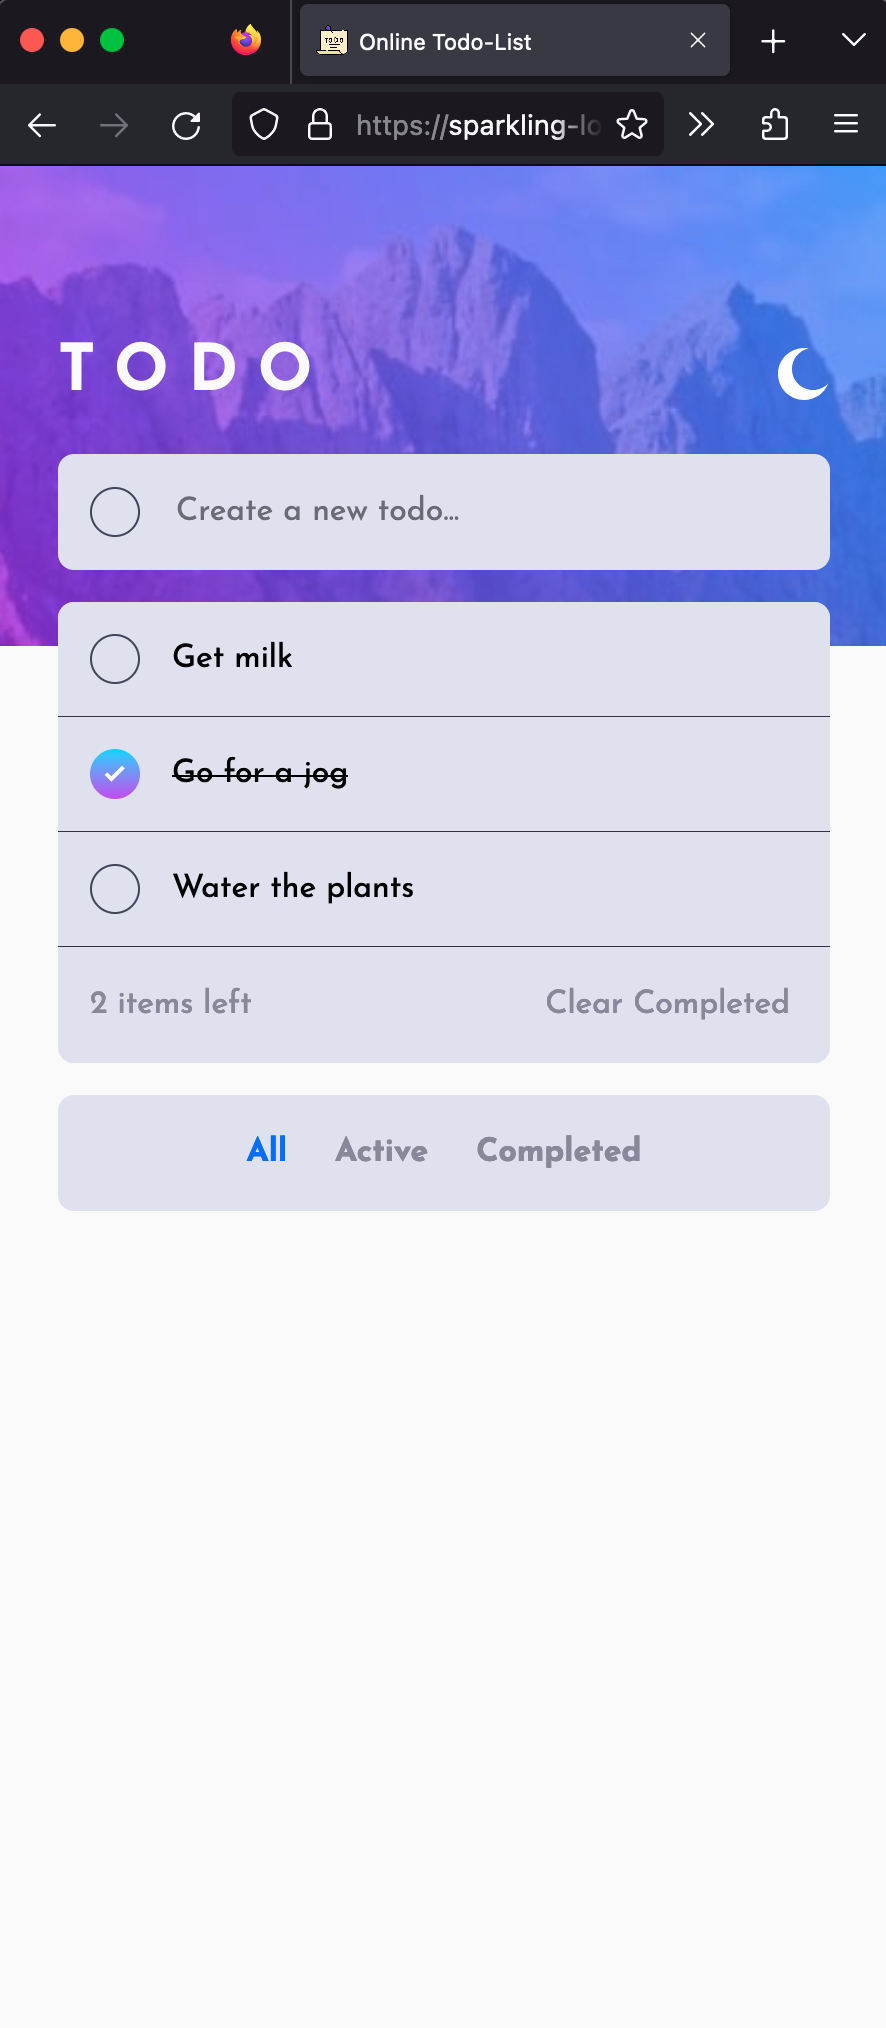 Online Todo-List
https://sparkling-lo
TODO
Create a new todo...
Get milk
Go for a jog
Water the plants
2 items left Clear Completed
All Active Completed